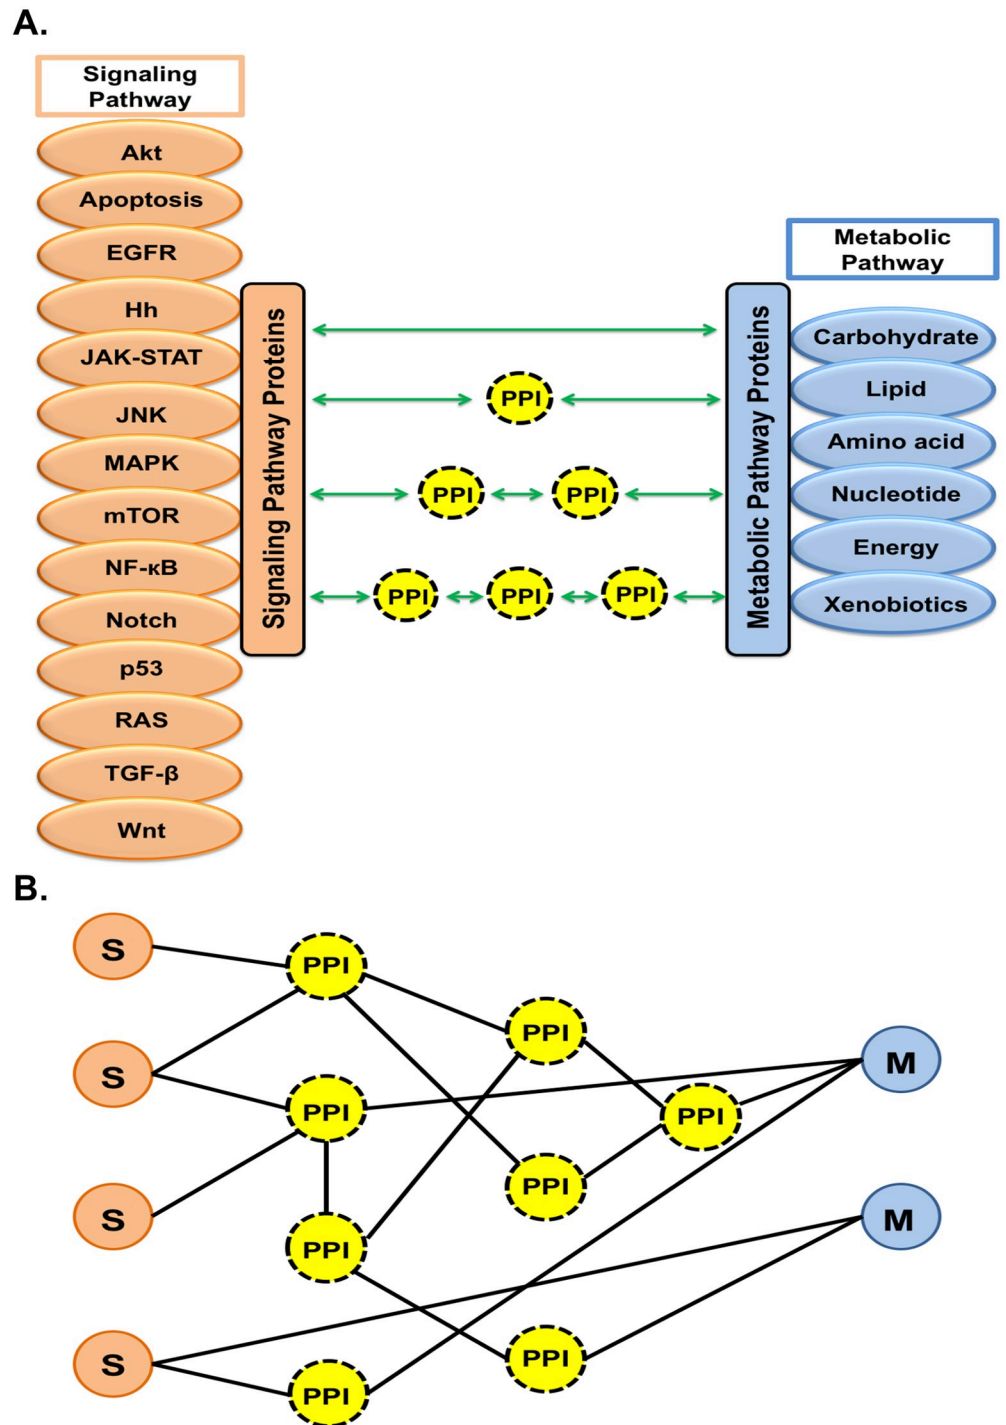 A.
Signaling
Pathway
Akt
Apoptosis
EGFR
Hh
JAK-STAT
JNK
MAPK
mTOR
NF-κB
Notch
p53
RAS
TGF-β
Wnt
Signaling Pathway Proteins
PPI
PPI
PPI
PPI
PPI
PPI
Metabolic Pathway Proteins
Metabolic
Pathway
Carbohydrate
Lipid
Amino acid
Nucleotide
Energy
Xenobiotics
B.
S
PPI
PPI
S
M
PPI
PPI
PPI
S
M
PPI
S
PPI
PPI